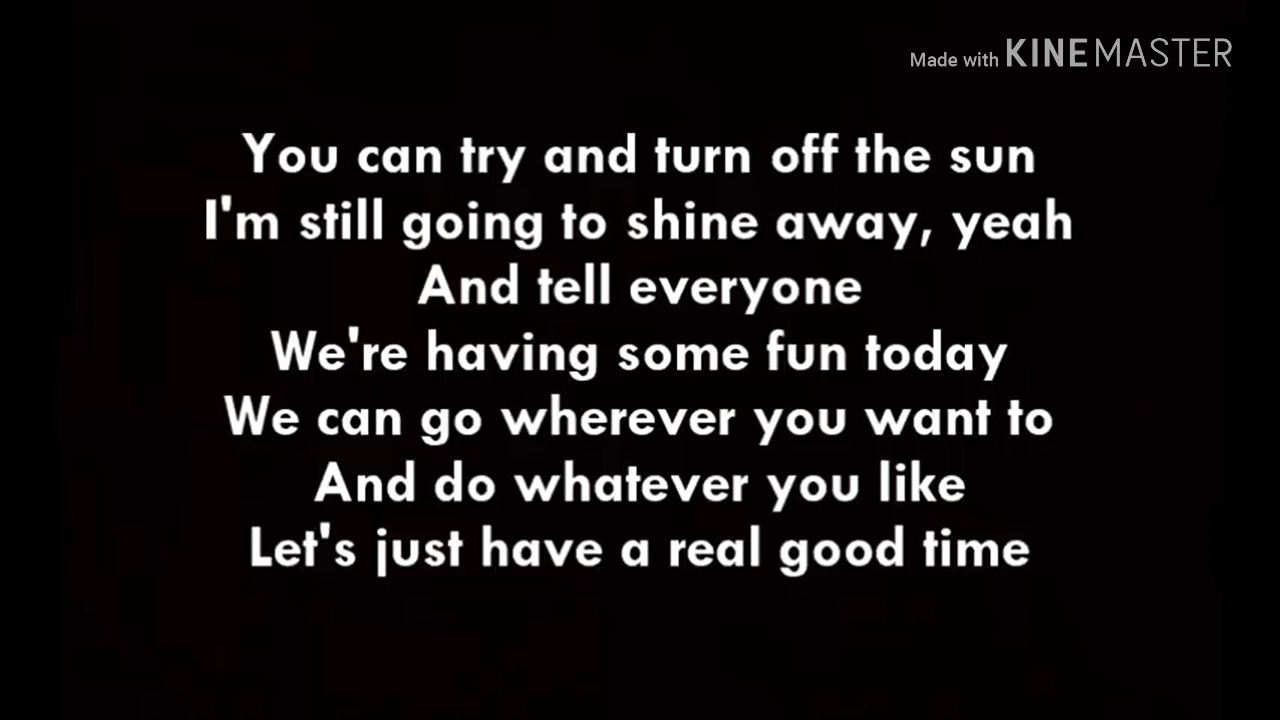 Made with KINEMASTER
You can try and turn off the sun
I'm still going to shine away, yeah
And tell everyone
We're having some fun today
We can go wherever you want to
And do whatever you like
Let's just have a real good time